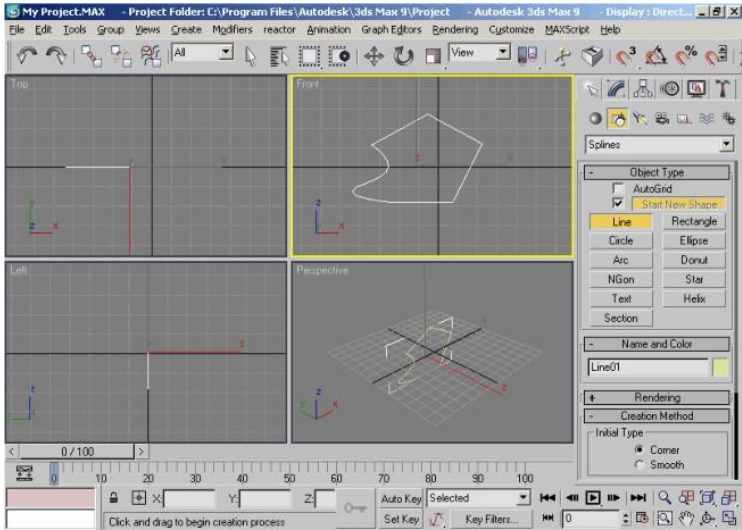 My Project.MAX - Project Folder: C:\Program Files\Autodesk\3ds Max 9\Project - Autodesk 3ds Max 9 - Display : Direct...
File Edit Tools Group Views Create Modifiers reactor Animation Graph Editors Rendering Customize MAXScript Help
All View 3 %
Top Front
Splines
- Object Type
AutoGrid
Start New Shape
Line Rectangle
Circle Ellipse
Arc Donut
NGon Star
Text Helix
Section
Left Perspective
- Name and Color
Line01
+ Rendering
- Creation Method
Initial Type
Corner
Smooth
< 0 / 100 >
0 10 20 30 40 50 60 70 80 90 100
X: Y: Z: Auto Key Selected
Click and drag to begin creation process Set Key Key Filters... 0